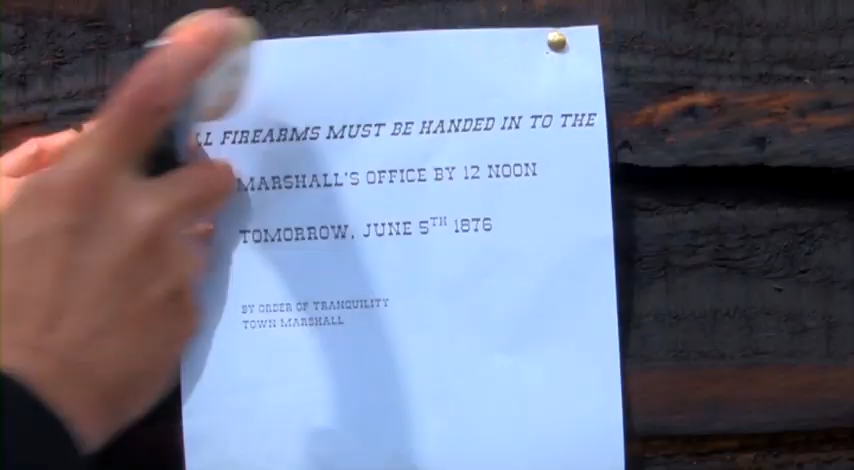 LL FIREARMS MUST BE HANDED IN TO THE
MARSHALL'S OFFICE BY 12 NOON
TOMORROW, JUNE 5TH 1876
BY ORDER OF TRANQUILITY
TOWN MARSHALL